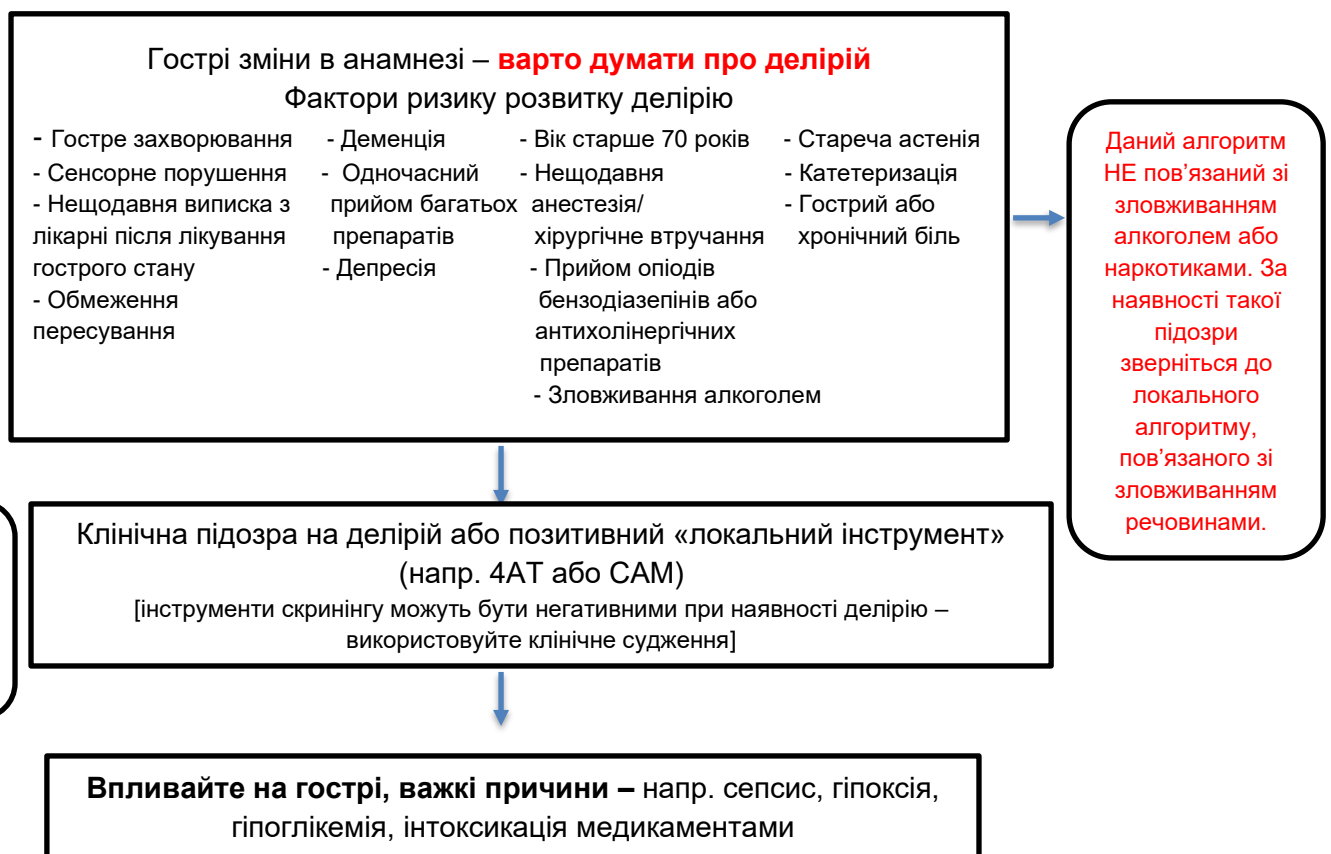 Гострі зміни в анамнезі – варто думати про делірій
Фактори ризику розвитку делірію
- Гостре захворювання
- Сенсорне порушення
- Нещодавня виписка з
лікарні після лікування
гострого стану
- Обмеження
пересування
- Деменція
- Одночасний
прийом багатьох
препаратів
- Депресія
- Вік старше 70 років
- Нещодавня
анестезія/
хірургічне втручання
- Прийом опіодів
бензодіазепінів або
антихолінергічних
препаратів
- Зловживання алкоголем
- Стареча астенія
- Катетеризація
- Гострий або
хронічний біль
Даний алгоритм
НЕ пов’язаний зі
зловживанням
алкоголем або
наркотиками. За
наявності такої
підозри
зверніться до
локального
алгоритму,
пов’язаного зі
зловживанням
речовинами.
Клінічна підозра на делірій або позитивний «локальний інструмент»
(напр. 4АТ або САМ)
[інструменти скринінгу можуть бути негативними при наявності делірію –
використовуйте клінічне судження]
Впливайте на гострі, важкі причини – напр. сепсис, гіпоксія,
гіпоглікемія, інтоксикація медикаментами